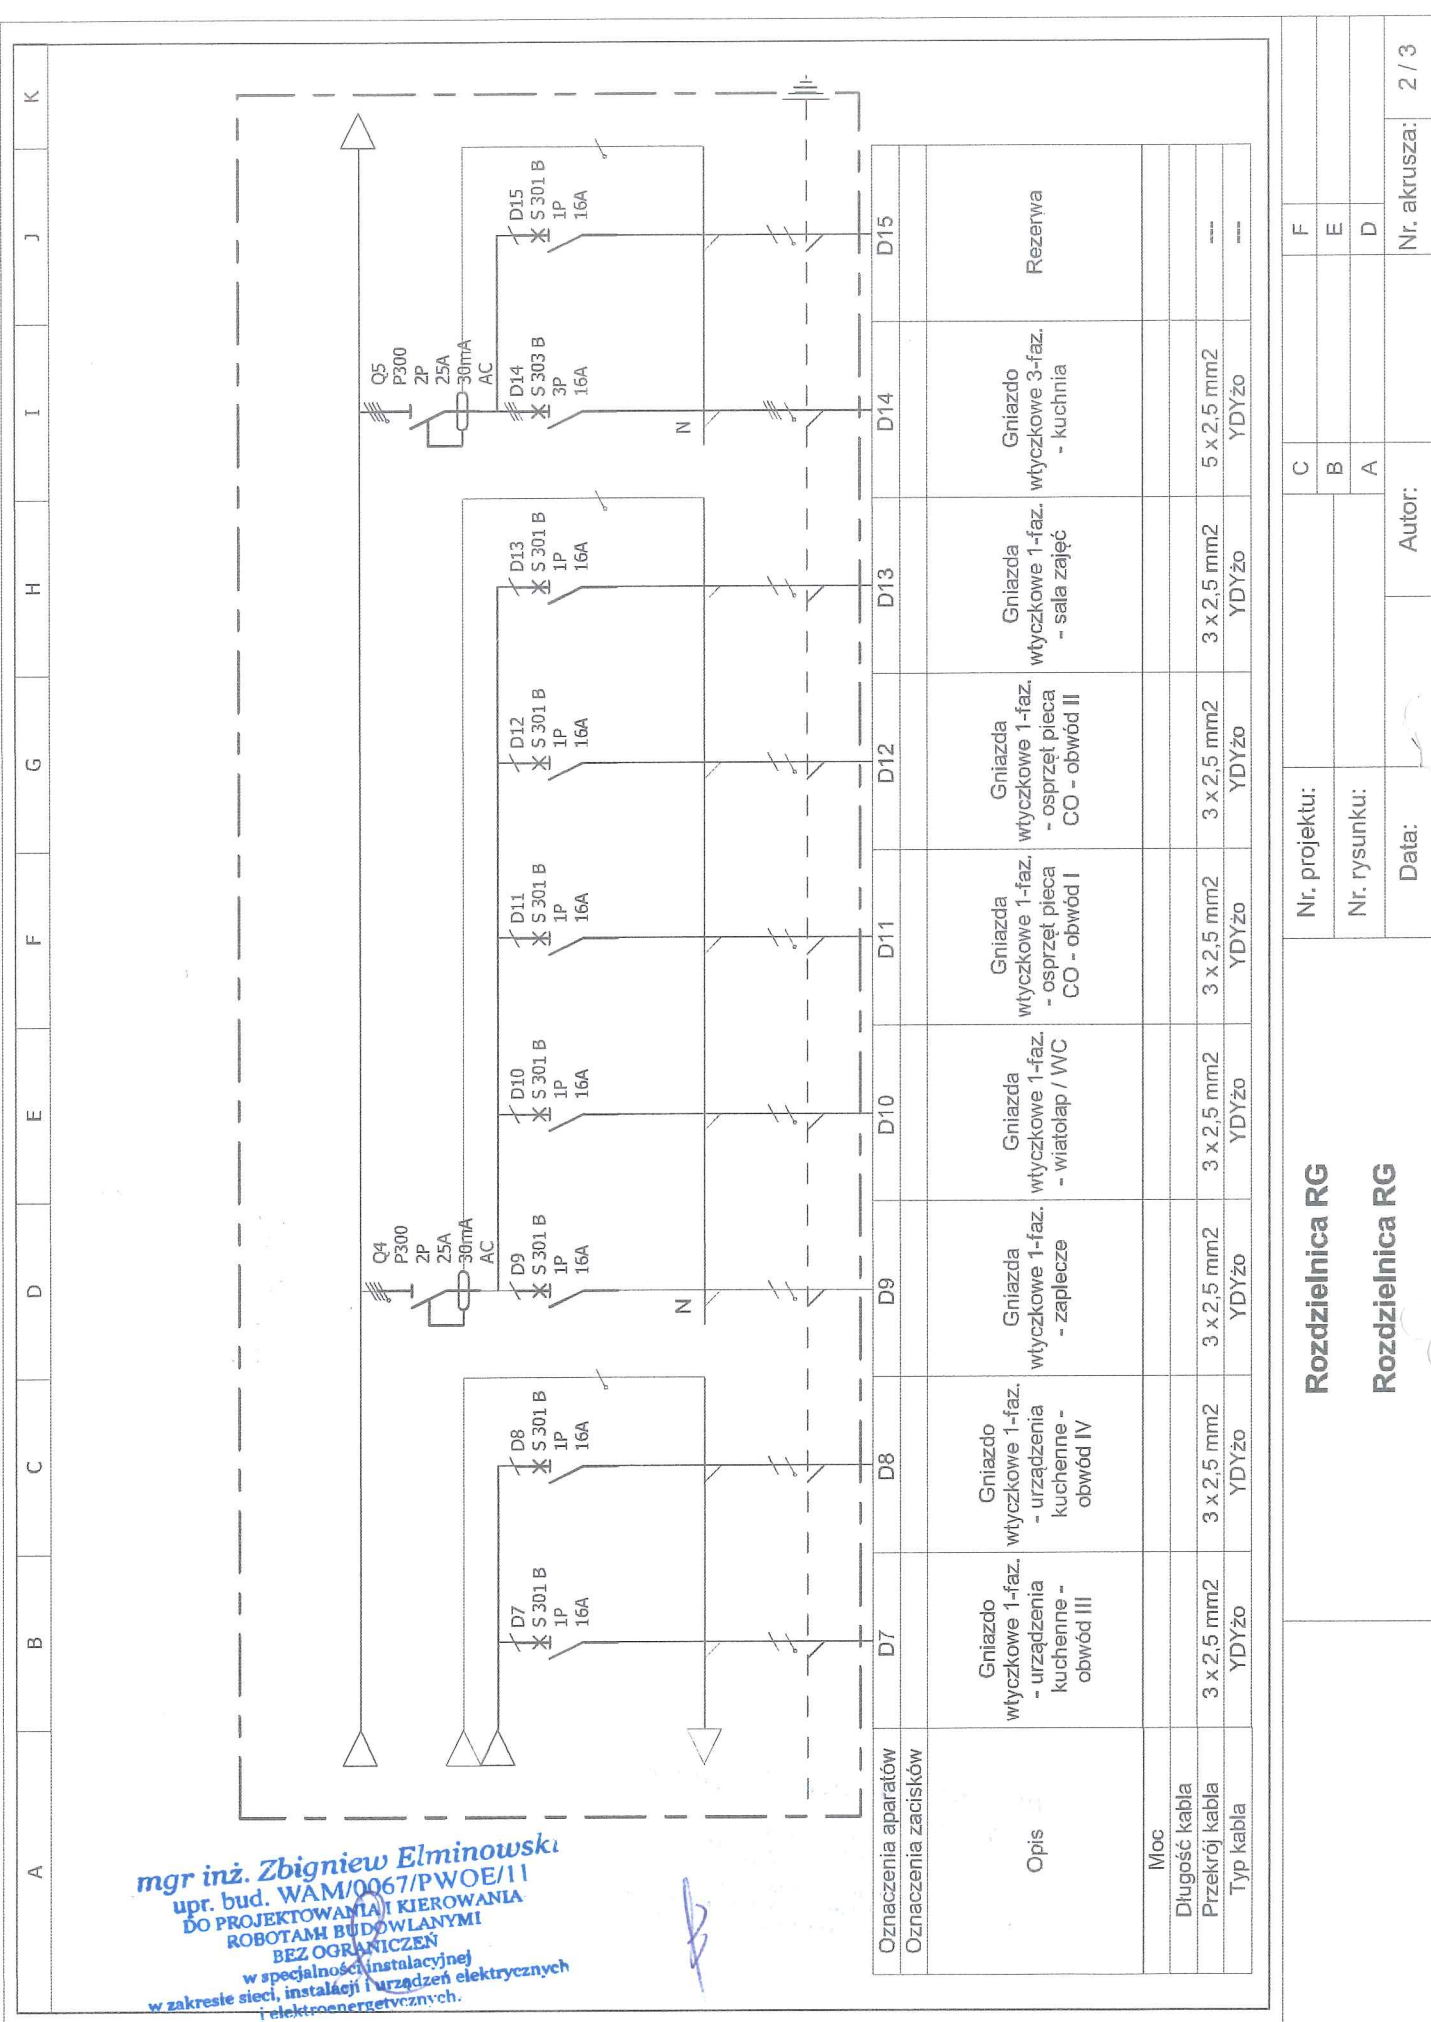 A B C D E F G H I J K
Q4
P300
2P
25A
30mA
AC
Q5
P300
2P
25A
30mA
AC
D7
S 301 B
1P
16A
D8
S 301 B
1P
16A
D9
S 301 B
1P
16A
D10
S 301 B
1P
16A
D11
S 301 B
1P
16A
D12
S 301 B
1P
16A
D13
S 301 B
1P
16A
D14
S 303 B
3P
16A
D15
S 301 B
1P
16A
N
N
Oznaczenia aparatów D7 D8 D9 D10 D11 D12 D13 D14 D15
Oznaczenia zacisków
Opis
Gniazdo
wtyczkowe 1-faz.
- urządzenia
kuchenne -
obwód III
Gniazdo
wtyczkowe 1-faz.
- urządzenia
kuchenne -
obwód IV
Gniazda
wtyczkowe 1-faz.
- zaplecze
Gniazda
wtyczkowe 1-faz.
- wiatołap / WC
Gniazda
wtyczkowe 1-faz.
- osprzęt pieca
CO - obwód I
Gniazda
wtyczkowe 1-faz.
- osprzęt pieca
CO - obwód II
Gniazda
wtyczkowe 1-faz.
- sala zajęć
Gniazdo
wtyczkowe 3-faz.
- kuchnia
Rezerwa
Moc
Długość kabla
Przekrój kabla 3 x 2,5 mm2 3 x 2,5 mm2 3 x 2,5 mm2 3 x 2,5 mm2 3 x 2,5 mm2 3 x 2,5 mm2 3 x 2,5 mm2 5 x 2,5 mm2 ---
Typ kabla YDYżo YDYżo YDYżo YDYżo YDYżo YDYżo YDYżo YDYżo ---
Rozdzielnica RG
Rozdzielnica RG
Nr. projektu:
Nr. rysunku:
Data:
Autor:
C F
B E
A D
Nr. akrusza: 2 / 3
mgr inż. Zbigniew Elminowski
upr. bud. WAM/0067/PWOE/11
DO PROJEKTOWANIA I KIEROWANIA
ROBOTAMI BUDOWLANYMI
BEZ OGRANICZEŃ
w specjalności instalacyjnej
w zakresie sieci, instalacji i urządzeń elektrycznych
i elektroenergetycznych.